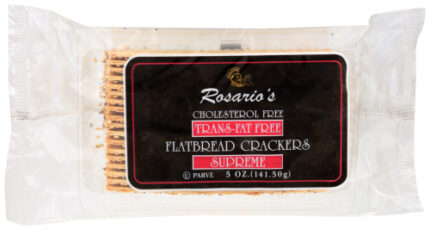 Rosario's
CHOLESTEROL FREE
TRANS-FAT FREE
FLATBREAD CRACKERS
SUPREME
Ⓒ PARVE 5 OZ.(141.50g)